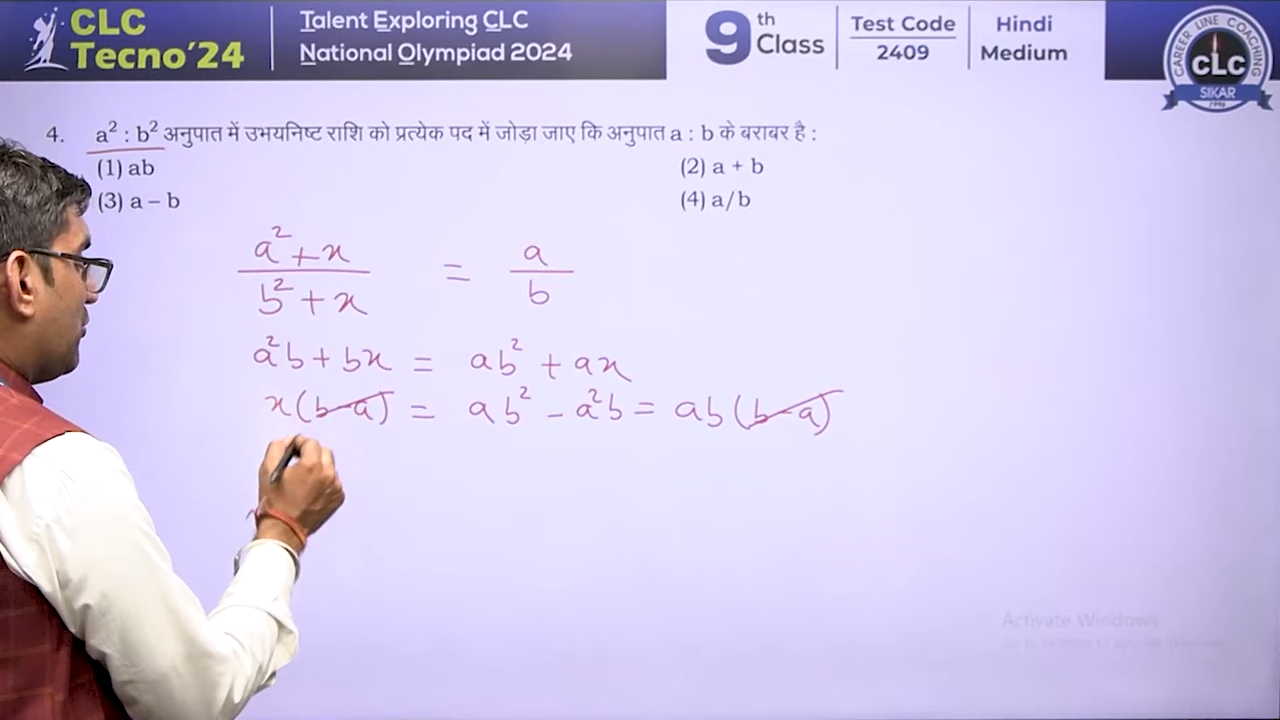 CLC
Tecno'24
Talent Exploring CLC
National Olympiad 2024
9th Class
Test Code
2409
Hindi
Medium
CAREER LINE COACHING
CLC
SIKAR
1996
4. a² : b² अनुपात में उभयनिष्ट राशि को प्रत्येक पद में जोड़ा जाए कि अनुपात a : b के बराबर है :
(1) ab (2) a + b
(3) a – b (4) a/b
(a² + x)/(b² + x) = a/b
a²b + bx = ab² + ax
x(b-a) = ab² - a²b = ab(b-a)
Activate Windows